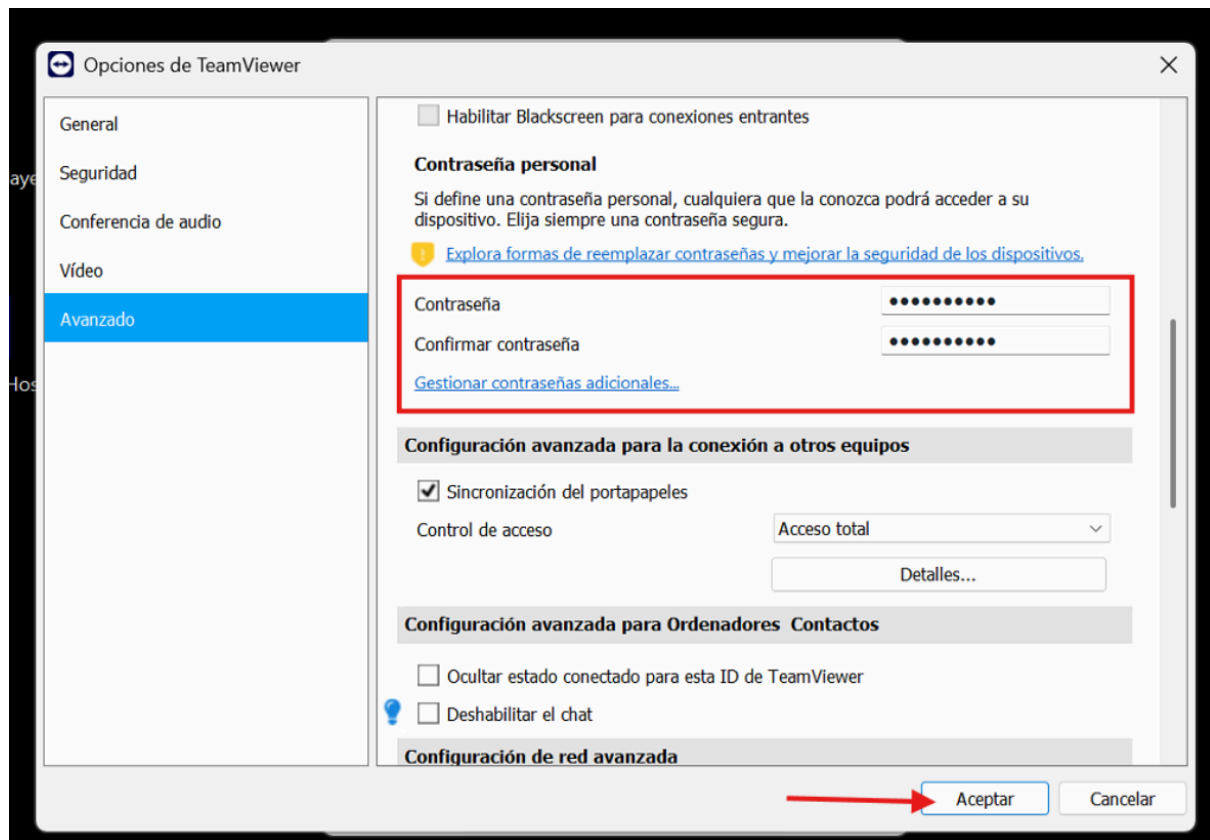 Opciones de TeamViewer
General
Seguridad
Conferencia de audio
Vídeo
Avanzado
Habilitar Blackscreen para conexiones entrantes
Contraseña personal
Si define una contraseña personal, cualquiera que la conozca podrá acceder a su
dispositivo. Elija siempre una contraseña segura.
Explora formas de reemplazar contraseñas y mejorar la seguridad de los dispositivos.
Contraseña ••••••••••
Confirmar contraseña ••••••••••
Gestionar contraseñas adicionales...
Configuración avanzada para la conexión a otros equipos
Sincronización del portapapeles
Control de acceso Acceso total
Detalles...
Configuración avanzada para Ordenadores Contactos
Ocultar estado conectado para esta ID de TeamViewer
Deshabilitar el chat
Configuración de red avanzada
Aceptar Cancelar